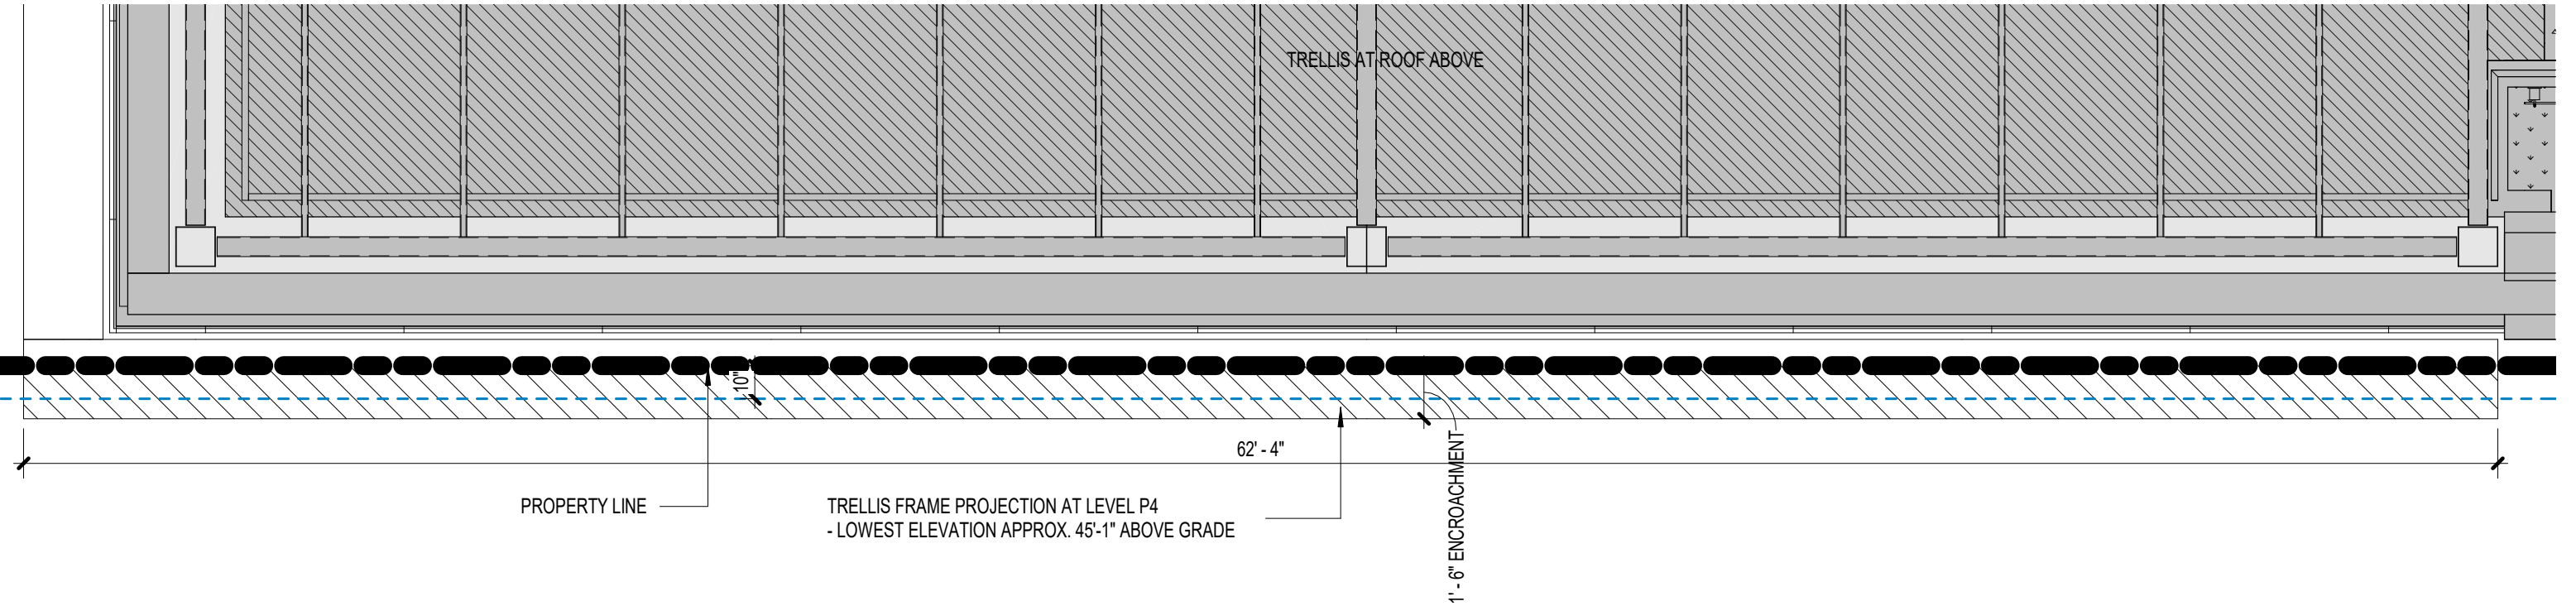 TRELLIS AT ROOF ABOVE
10"
62' - 4"
PROPERTY LINE
TRELLIS FRAME PROJECTION AT LEVEL P4
- LOWEST ELEVATION APPROX. 45'-1" ABOVE GRADE
1' - 6" ENCROACHMENT